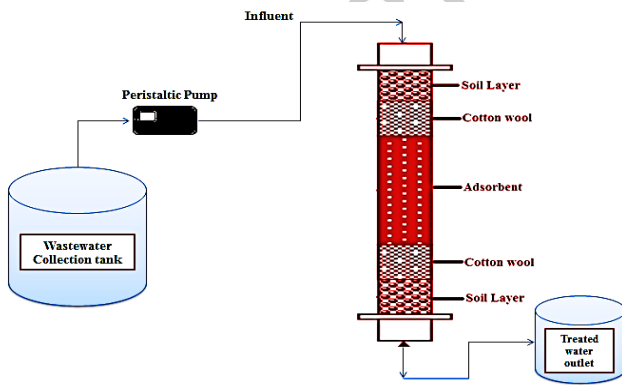 Influent
Peristaltic Pump
Soil Layer
Cotton wool
Adsorbent
Wastewater
Collection tank
Cotton wool
Soil Layer
Treated
water
outlet